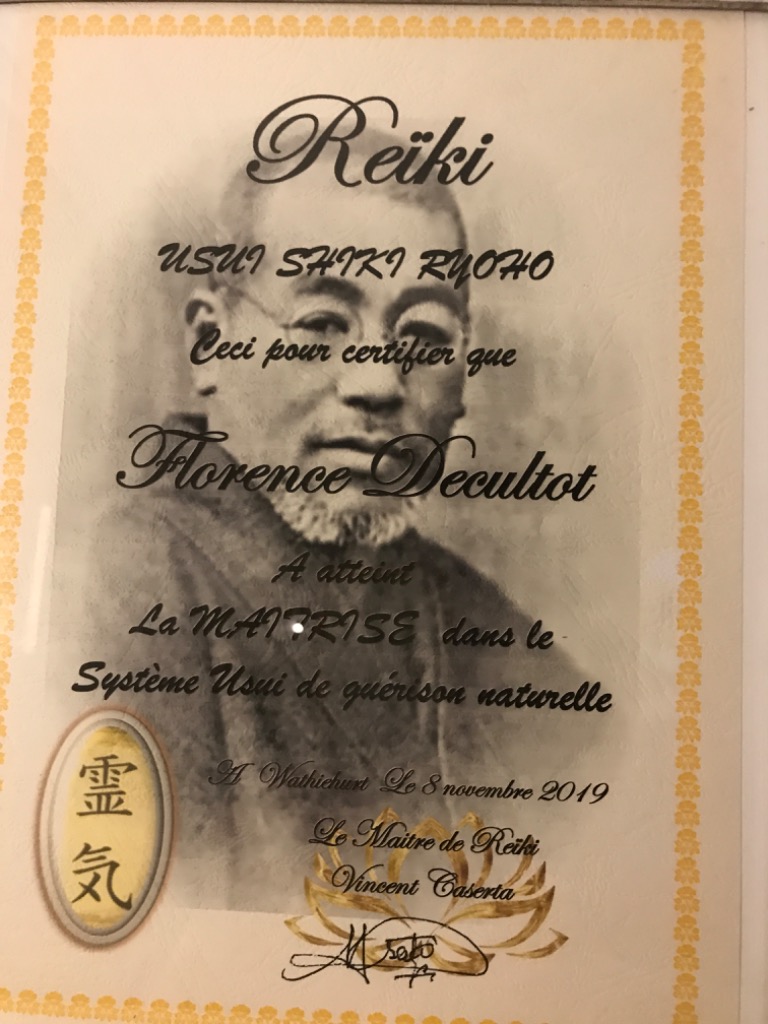 Reïki
USUI SHIKI RYOHO
Ceci pour certifier que
Florence Decultot
A atteint
La MAITRISE dans le
Système Usui de guérison naturelle
A Wathiehurt Le 8 novembre 2019
Le Maitre de Reïki
Vincent Caserta
霊
気